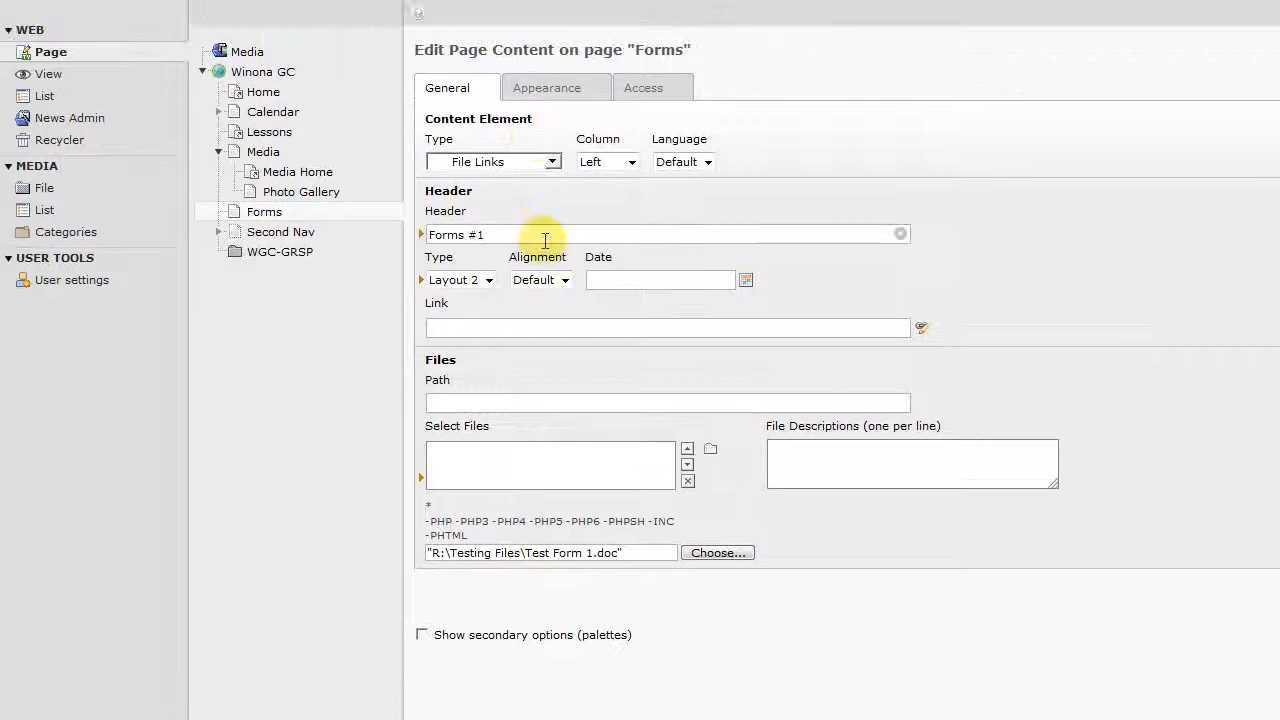 WEB
Page
View
List
News Admin
Recycler
MEDIA
File
List
Categories
USER TOOLS
User settings
Media
Winona GC
Home
Calendar
Lessons
Media
Media Home
Photo Gallery
Forms
Second Nav
WGC-GRSP
Edit Page Content on page "Forms"
General Appearance Access
Content Element
Type Column Language
File Links Left Default
Header
Header
Forms #1
Type Alignment Date
Layout 2 Default
Link
Files
Path
Select Files File Descriptions (one per line)
*
-PHP -PHP3 -PHP4 -PHP5 -PHP6 -PHPSH -INC
-PHTML
"R:\Testing Files\Test Form 1.doc" Choose...
Show secondary options (palettes)